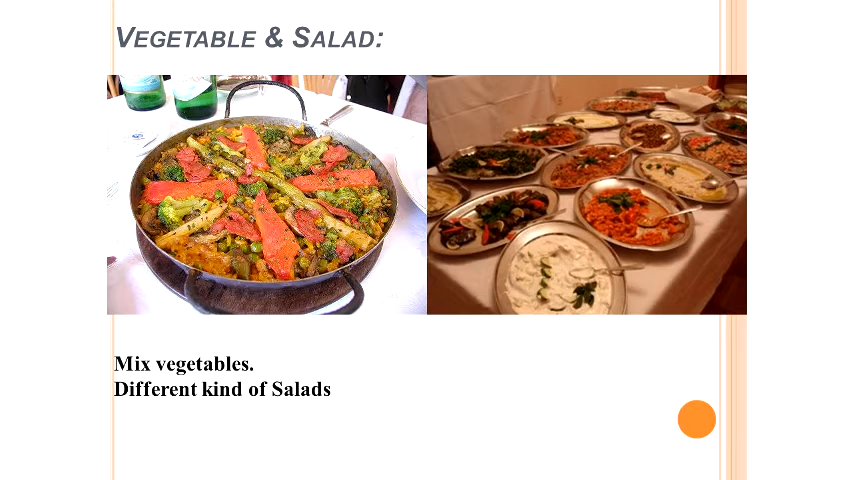 VEGETABLE & SALAD:
Mix vegetables.
Different kind of Salads